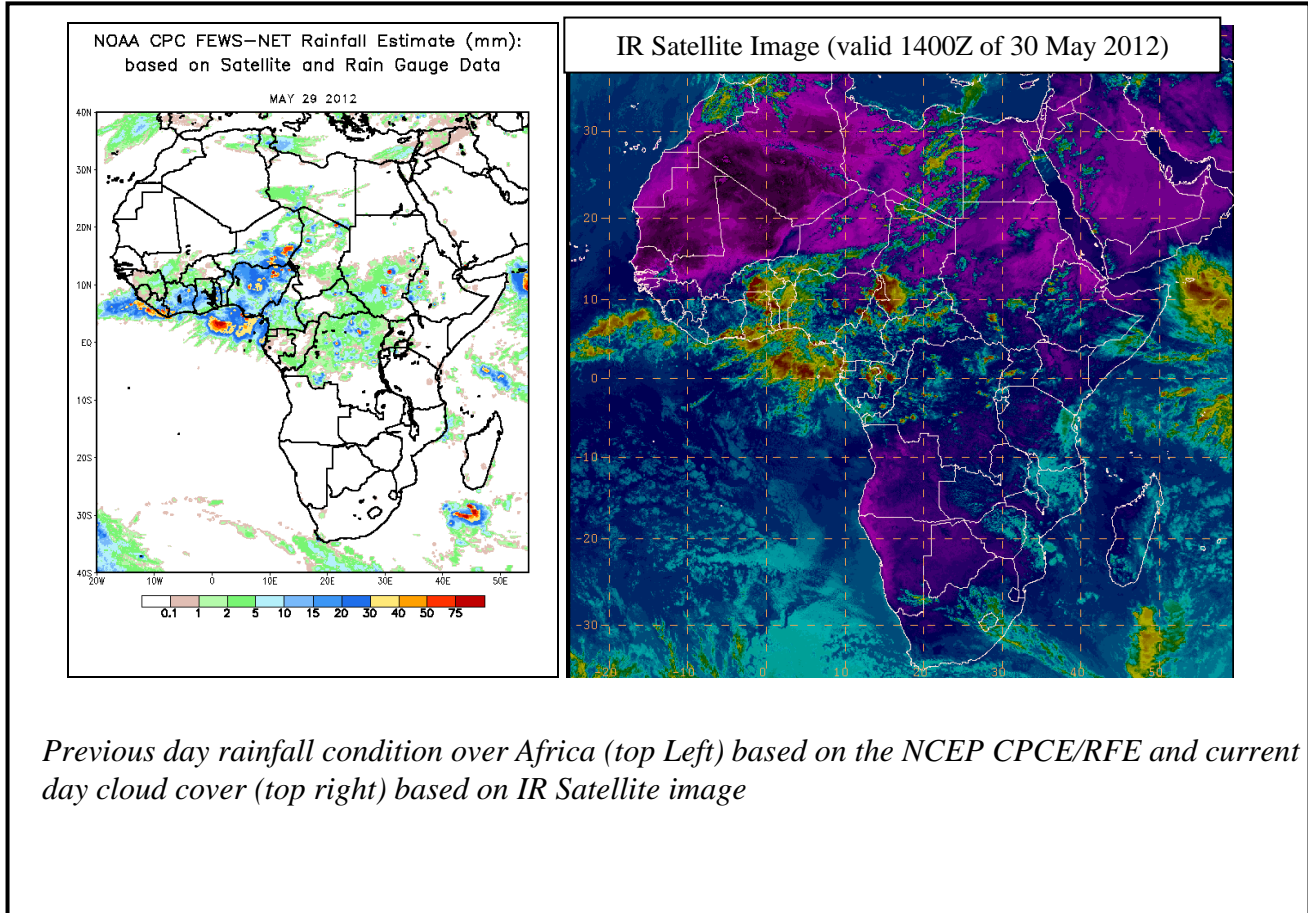 NOAA CPC FEWS-NET Rainfall Estimate (mm):
based on Satellite and Rain Gauge Data
MAY 29 2012
40N
30N
20N
10N
EQ
10S
20S
30S
40S
20W 10W 0 10E 20E 30E 40E 50E
0.1 1 2 5 10 15 20 30 40 50 75
IR Satellite Image (valid 1400Z of 30 May 2012)
30
20
10
0
-10
-20
-30
-20 -10 0 10 20 30 40 50
Previous day rainfall condition over Africa (top Left) based on the NCEP CPCE/RFE and current
day cloud cover (top right) based on IR Satellite image